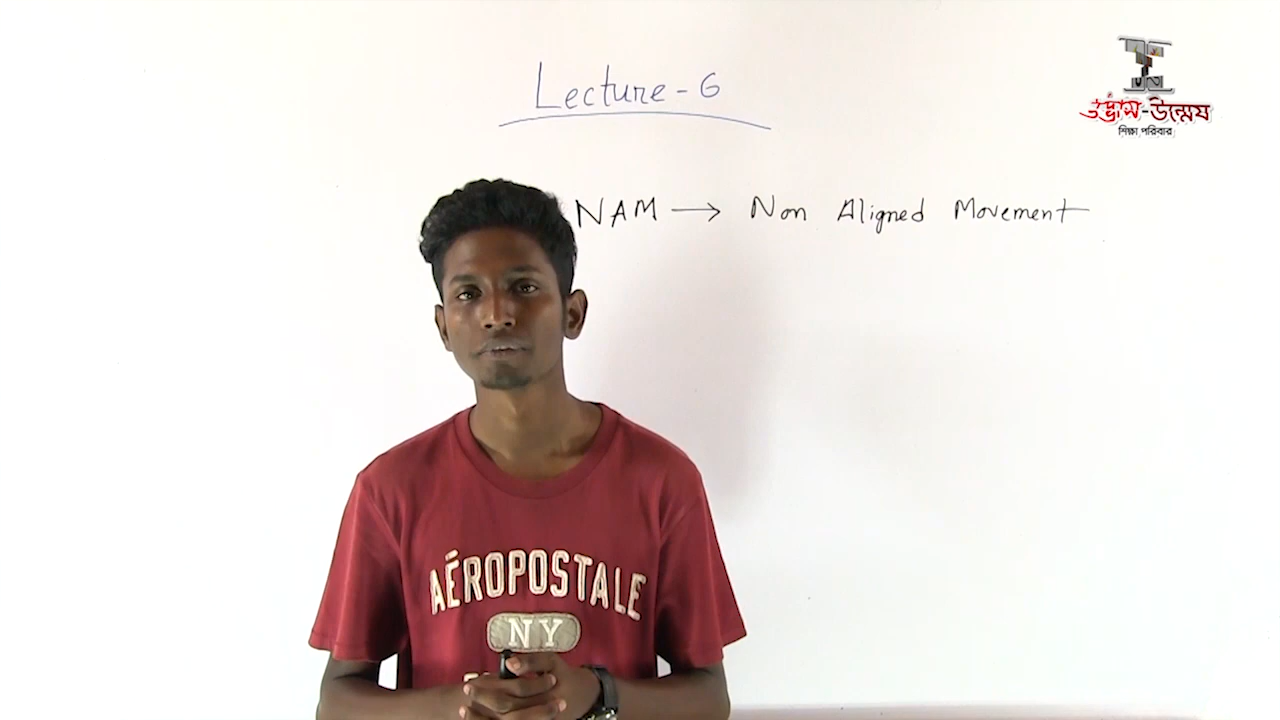 Lecture - 6
উদ্ভাস-উন্মেষ
শিক্ষা পরিবার
NAM → Non Aligned Movement
AÉROPOSTALE
NY